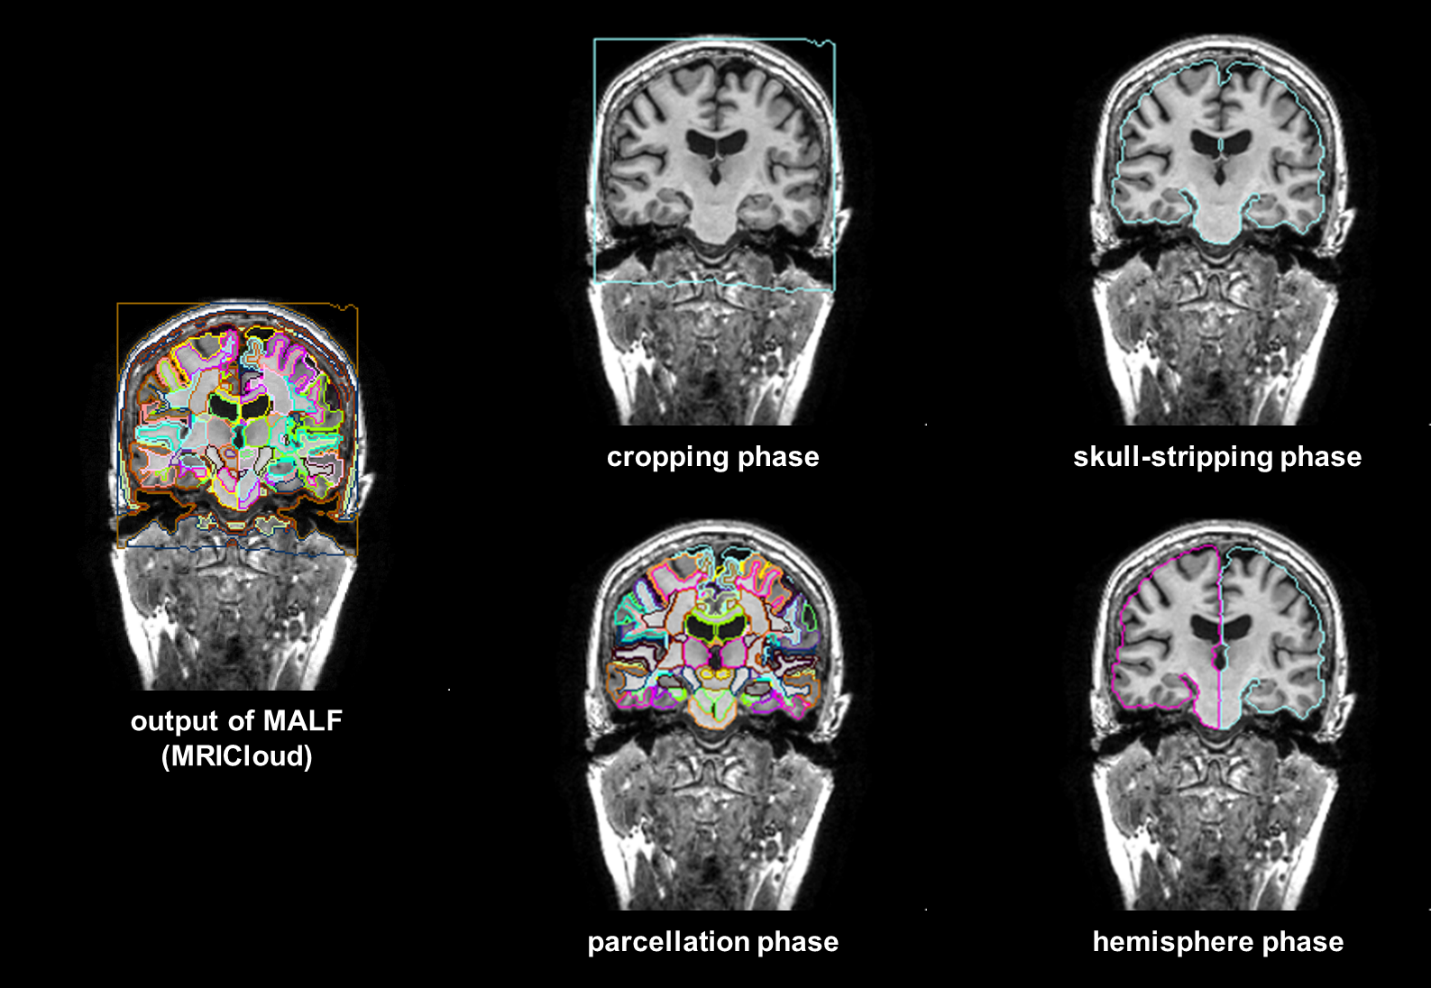 cropping phase
skull-stripping phase
output of MALF
(MRICloud)
parcellation phase
hemisphere phase